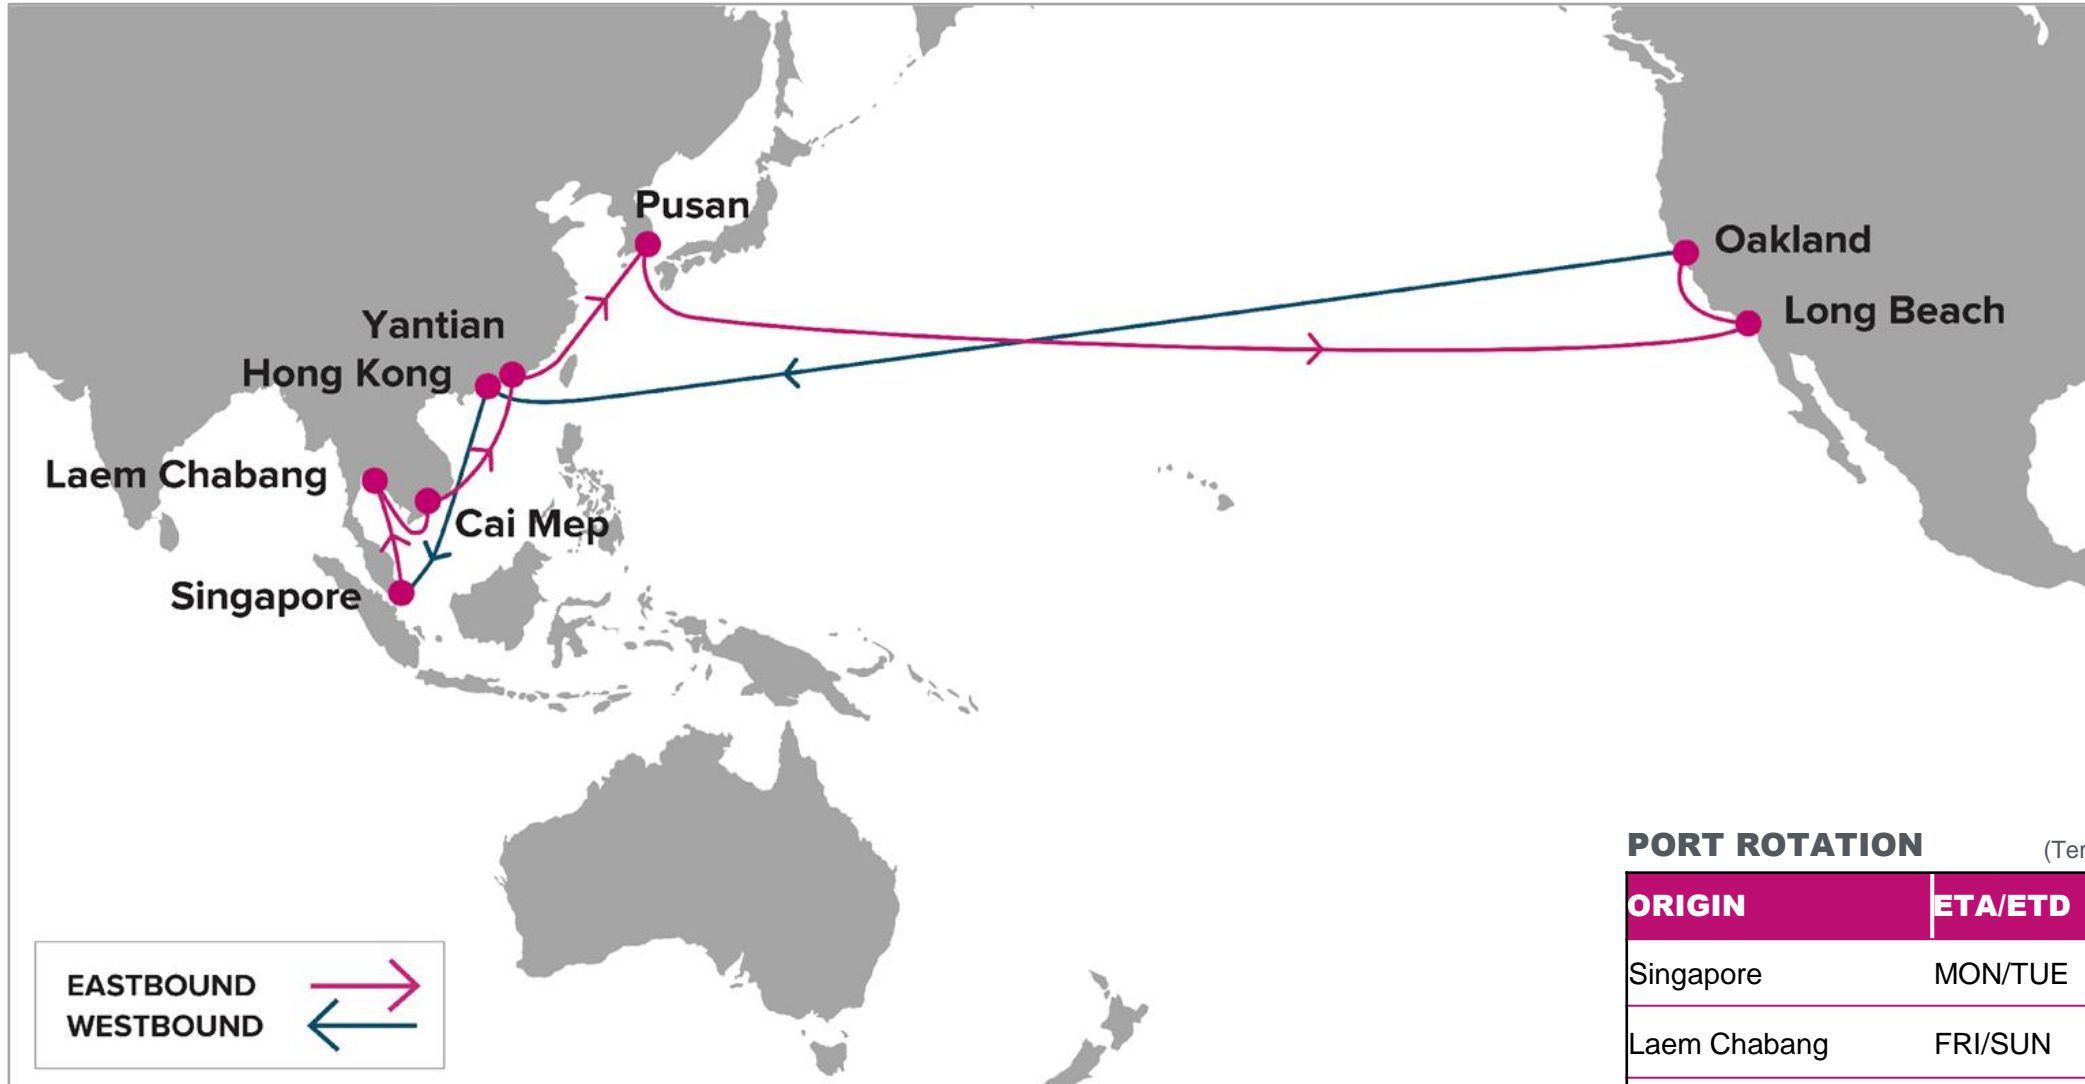 Pusan
Oakland
Long Beach
Yantian
Hong Kong
Laem Chabang
Cai Mep
Singapore
PORT ROTATION (Ter
ORIGIN ETA/ETD
Singapore MON/TUE
Laem Chabang FRI/SUN
EASTBOUND
WESTBOUND